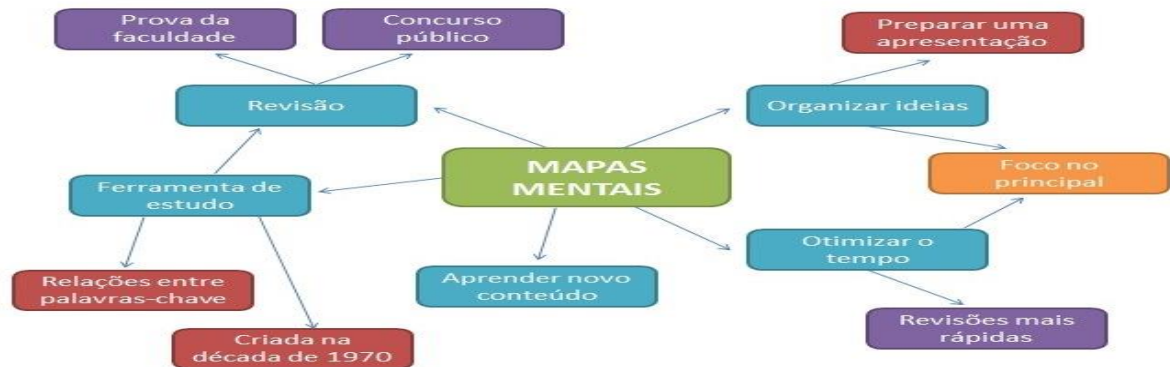 Prova da
faculdade
Concurso
público
Preparar uma
apresentação
Revisão
Organizar ideias
MAPAS
MENTAIS
Foco no
principal
Ferramenta de
estudo
Otimizar o
tempo
Aprender novo
conteúdo
Relações entre
palavras-chave
Criada na
década de 1970
Revisões mais
rápidas